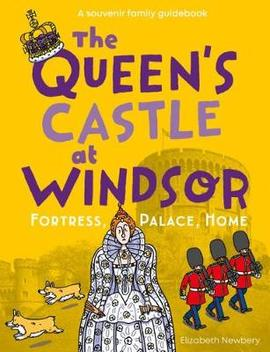 A souvenir family guidebook
The
QUEEN'S
CASTLE
at
WINDSOR
FORTRESS, PALACE, HOME
Elizabeth Newbery